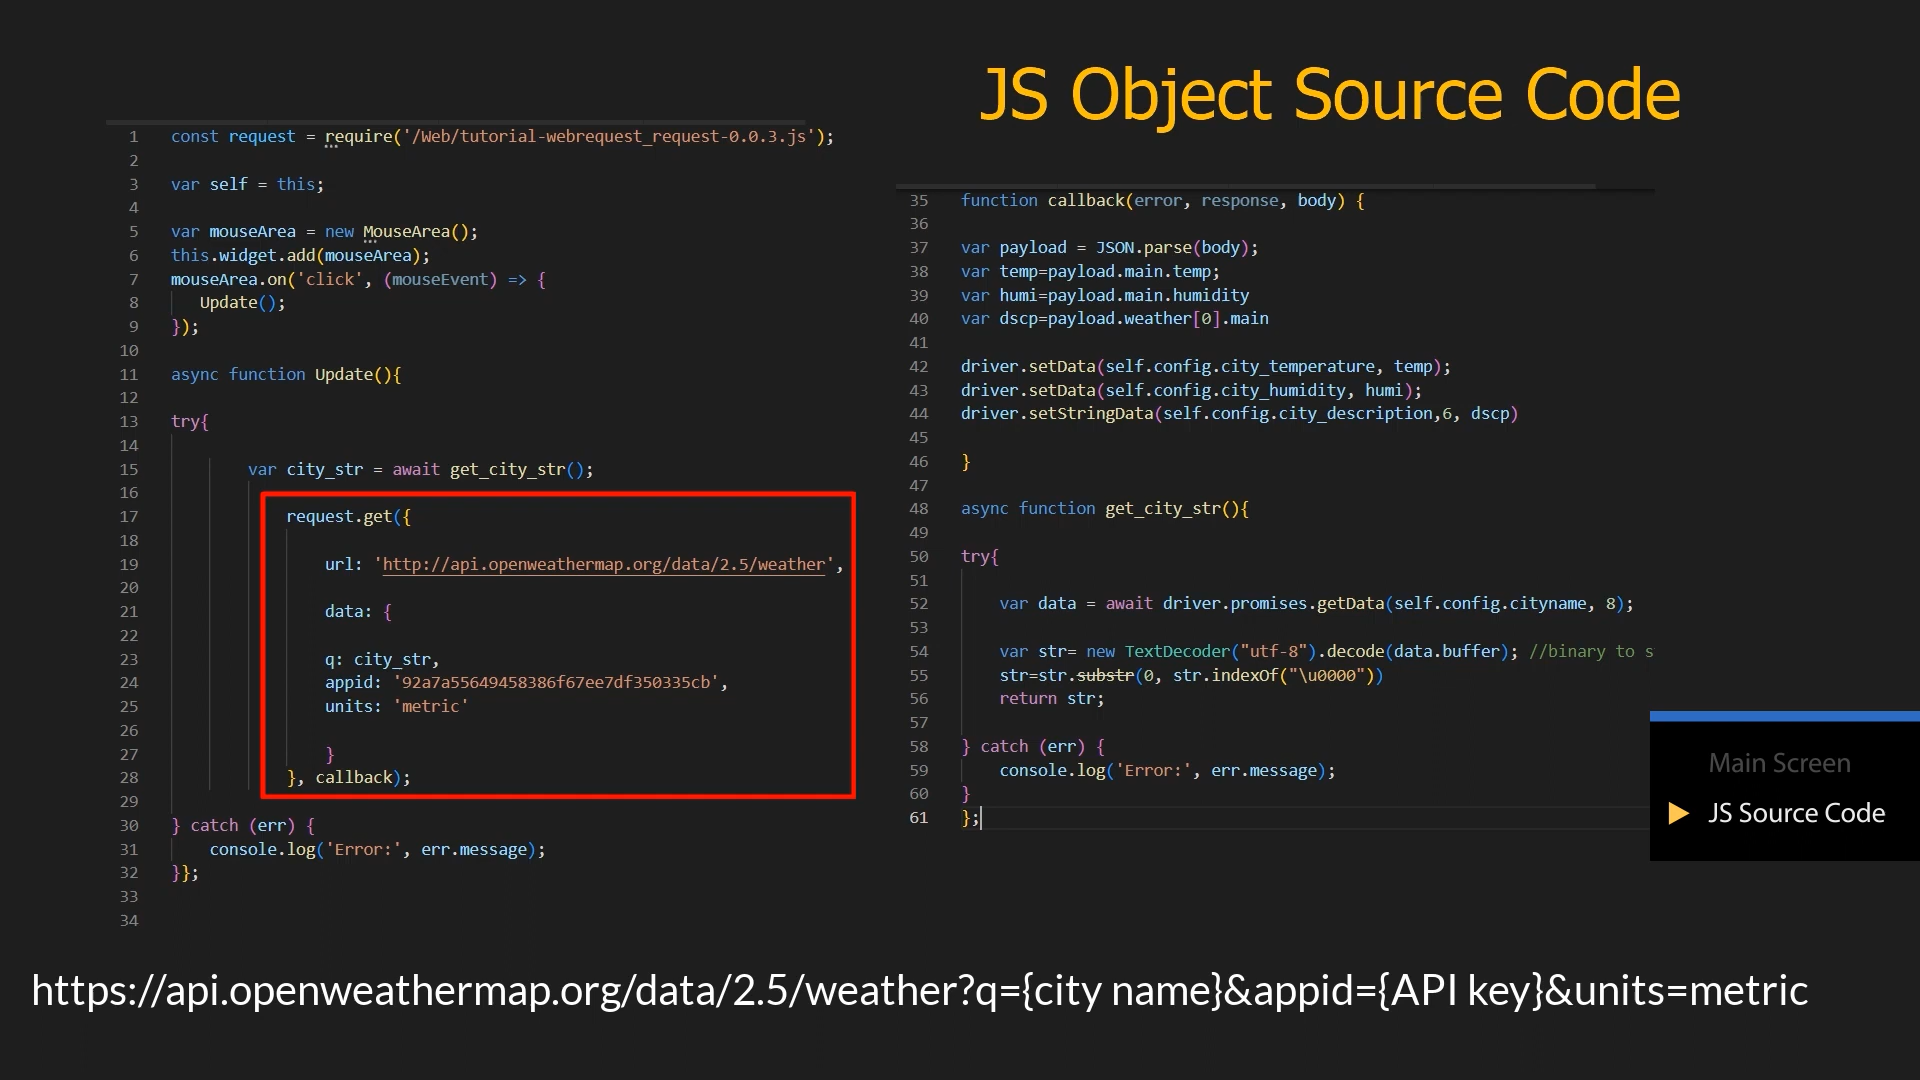 JS Object Source Code
1 const request = require('/Web/tutorial-webrequest_request-0.0.3.js');
2
3 var self = this;
4
5 var mouseArea = new MouseArea();
6 this.widget.add(mouseArea);
7 mouseArea.on('click', (mouseEvent) => {
8 Update();
9 });
10
11 async function Update(){
12
13 try{
14
15 var city_str = await get_city_str();
16
17 request.get({
18
19 url: 'http://api.openweathermap.org/data/2.5/weather',
20
21 data: {
22
23 q: city_str,
24 appid: '92a7a55649458386f67ee7df350335cb',
25 units: 'metric'
26
27 }
28 }, callback);
29
30 } catch (err) {
31 console.log('Error:', err.message);
32 }};
33
34
35 function callback(error, response, body) {
36
37 var payload = JSON.parse(body);
38 var temp=payload.main.temp;
39 var humi=payload.main.humidity
40 var dscp=payload.weather[0].main
41
42 driver.setData(self.config.city_temperature, temp);
43 driver.setData(self.config.city_humidity, humi);
44 driver.setStringData(self.config.city_description,6, dscp)
45
46 }
47
48 async function get_city_str(){
49
50 try{
51
52 var data = await driver.promises.getData(self.config.cityname, 8);
53
54 var str= new TextDecoder("utf-8").decode(data.buffer); //binary to s
55 str=str.substr(0, str.indexOf("\u0000"))
56 return str;
57
58 } catch (err) {
59 console.log('Error:', err.message);
60 }
61 };
Main Screen
JS Source Code
https://api.openweathermap.org/data/2.5/weather?q={city name}&appid={API key}&units=metric